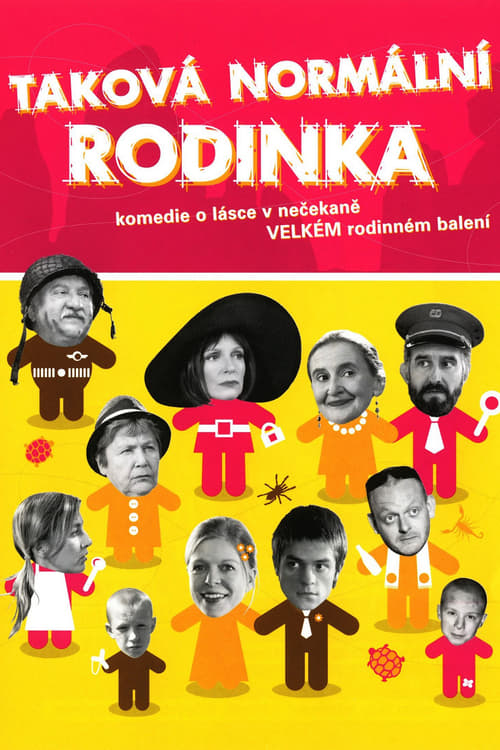 TAKOVÁ NORMÁLNÍ
RODINKA
komedie o lásce v nečekaně
VELKÉM rodinném balení